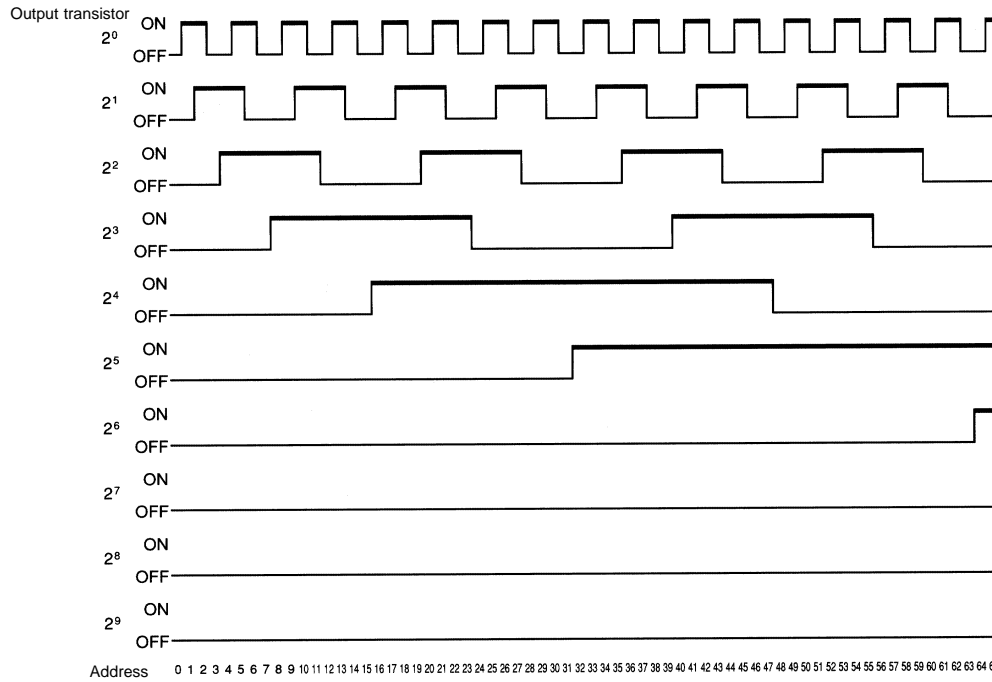 Output transistor
2⁰ ON
OFF
2¹ ON
OFF
2² ON
OFF
2³ ON
OFF
2⁴ ON
OFF
2⁵ ON
OFF
2⁶ ON
OFF
2⁷ ON
OFF
2⁸ ON
OFF
2⁹ ON
OFF
Address 0 1 2 3 4 5 6 7 8 9 10 11 12 13 14 15 16 17 18 19 20 21 22 23 24 25 26 27 28 29 30 31 32 33 34 35 36 37 38 39 40 41 42 43 44 45 46 47 48 49 50 51 52 53 54 55 56 57 58 59 60 61 62 63 64